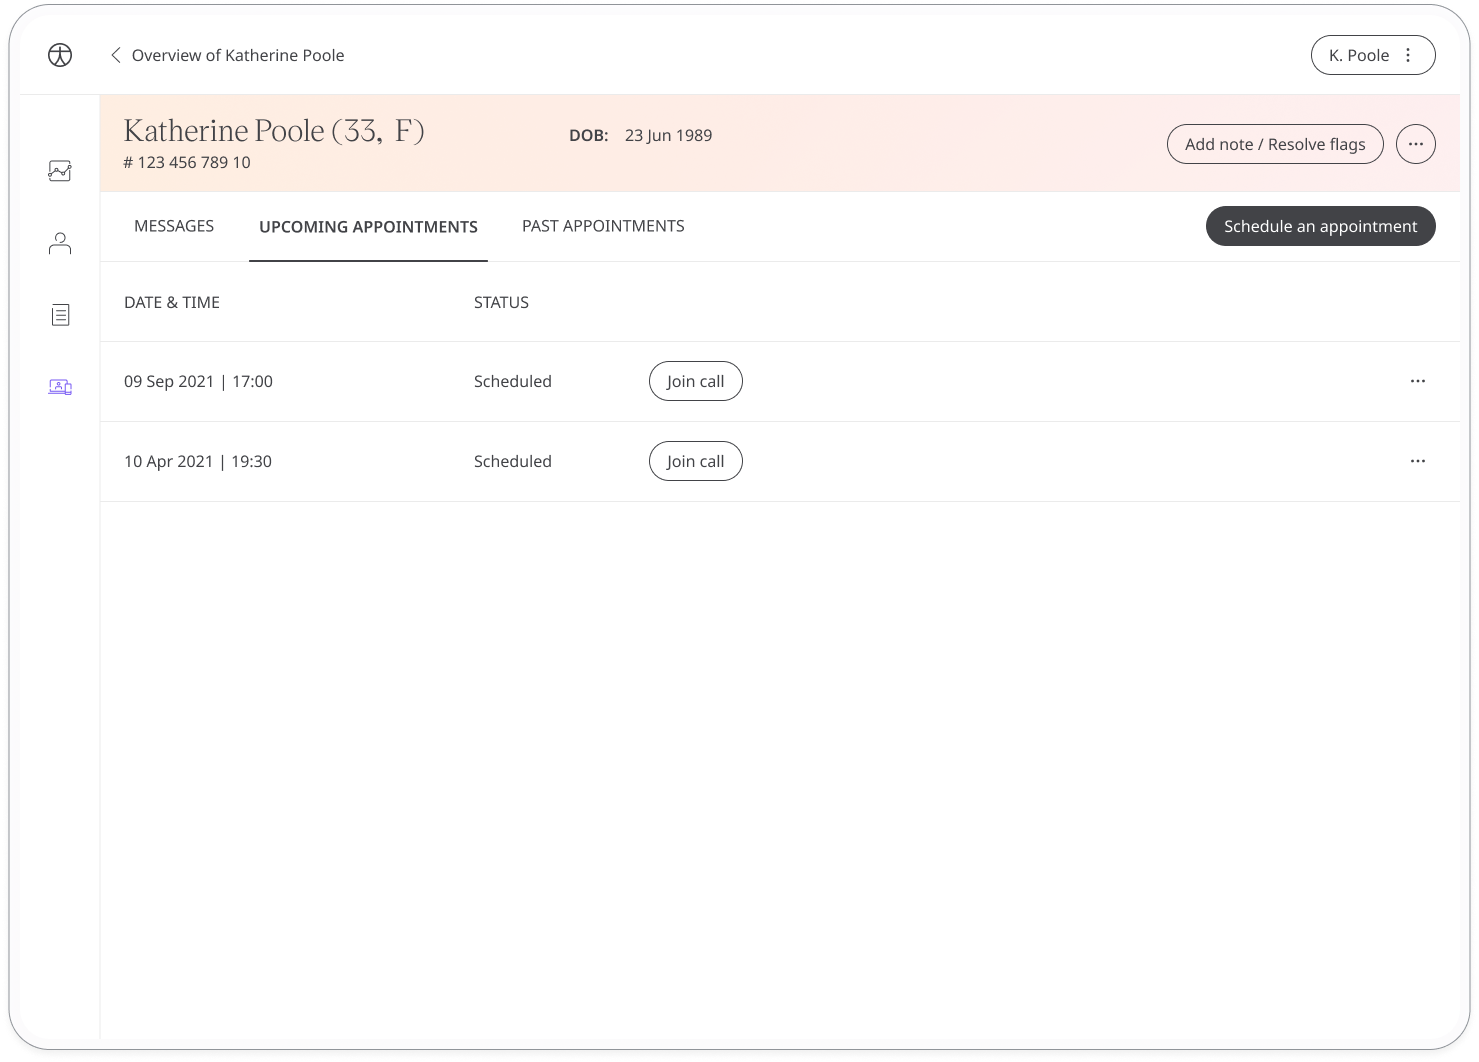 Overview of Katherine Poole
K. Poole
Katherine Poole (33, F)
DOB: 23 Jun 1989
# 123 456 789 10
Add note / Resolve flags
MESSAGES
UPCOMING APPOINTMENTS
PAST APPOINTMENTS
Schedule an appointment
DATE & TIME
STATUS
09 Sep 2021 | 17:00
Scheduled
Join call
10 Apr 2021 | 19:30
Scheduled
Join call